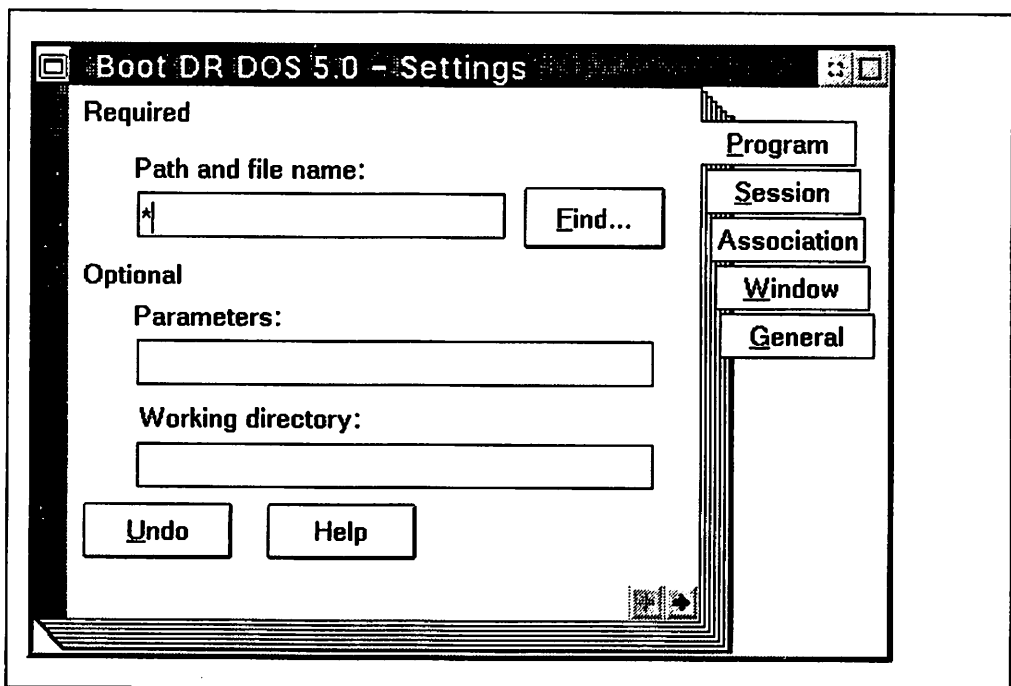 Boot DR DOS 5.0 - Settings
Required
Path and file name:
*
Find...
Optional
Parameters:
Working directory:
Undo
Help
Program
Session
Association
Window
General